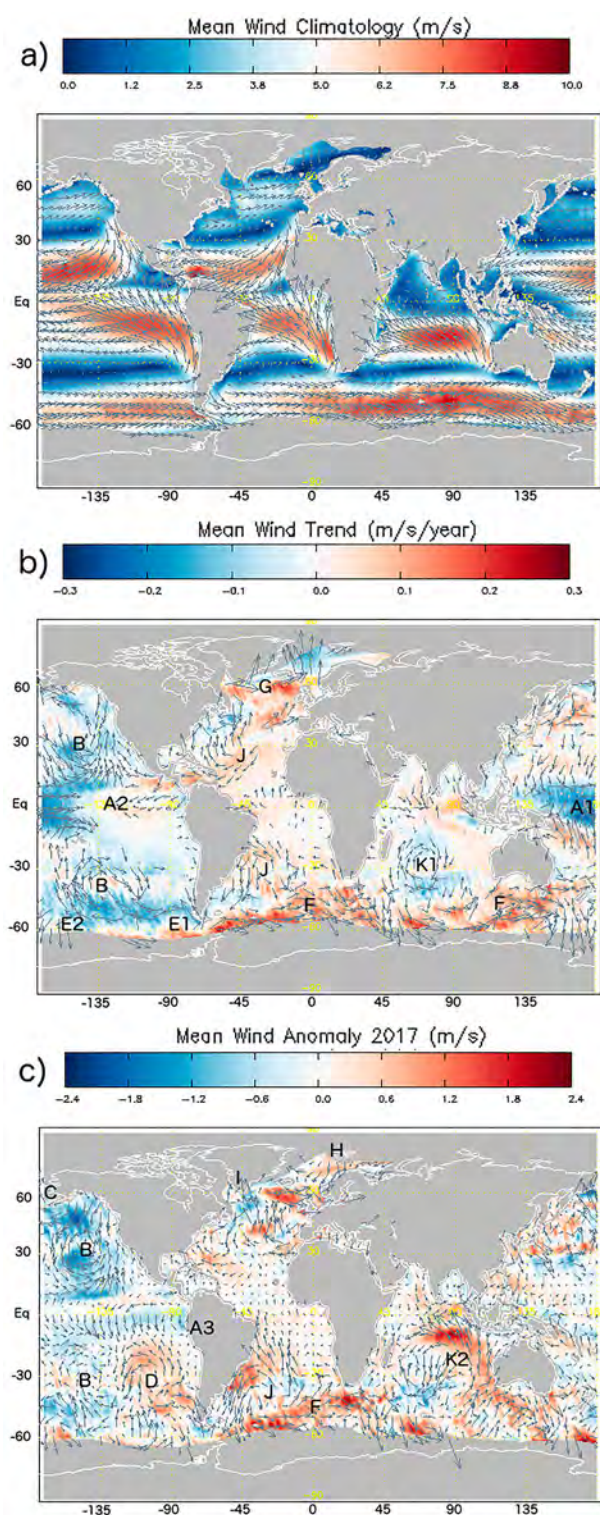 Mean Wind Climatology (m/s)
a)
0.0 1.2 2.5 3.8 5.0 6.2 7.5 8.8 10.0
60
30
Eq
-30
-60
-135 -90 -45 0 45 90 135
Mean Wind Trend (m/s/year)
b)
-0.3 -0.2 -0.1 0.0 0.1 0.2 0.3
60 G
B J 30
Eq A2 A1
-30 B J K1
E2 E1 F F
-60
-135 -90 -45 0 45 90 135
Mean Wind Anomaly 2017 (m/s)
c)
-2.4 -1.8 -1.2 -0.6 0.0 0.6 1.2 1.8 2.4
H
C I
60
B
30
Eq A3
K2
-30 B D J F
-60
-135 -90 -45 0 45 90 135